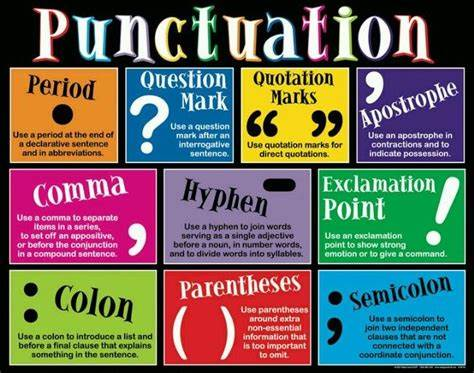 Punctuation
Period
Use a period at the end
of a declarative sentence
and in abbreviations.
Question
Mark
?
Use a question
mark after an
interrogative
sentence.
Quotation
Marks
“ ”
Use quotation marks for
direct quotations.
’
Apostrophe
Use an apostrophe in
contractions and to
indicate possession.
Comma
Use a comma to separate
items in a series,
to set off an appositive,
or before the conjunction
in a compound sentence.
,
Hyphen
-
Use a hyphen to join words
serving as a single adjective
before a noun, in number words,
and to divide words into syllables.
Exclamation
Point
!
Use an exclamation
point to show strong
emotion or to give a command.
:
Colon
Use a colon to introduce a list and
before a final clause that explains
something in the sentence.
Parentheses
( )
Use parentheses
around extra
non-essential
information that
is too important
to omit.
;
Semicolon
Use a semicolon to
join two independent
clauses that are
not connected with a
coordinate conjunction.